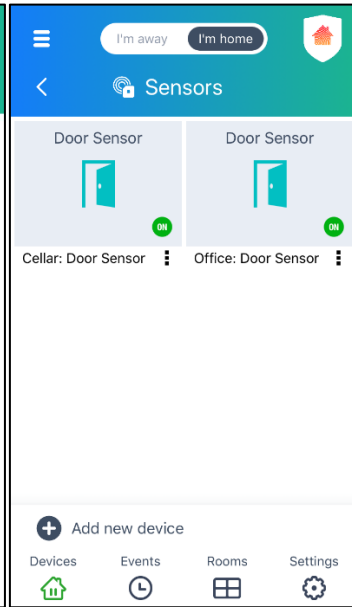 I'm away I'm home
Sensors
Door Sensor Door Sensor
ON ON
Cellar: Door Sensor Office: Door Sensor
Add new device
Devices Events Rooms Settings